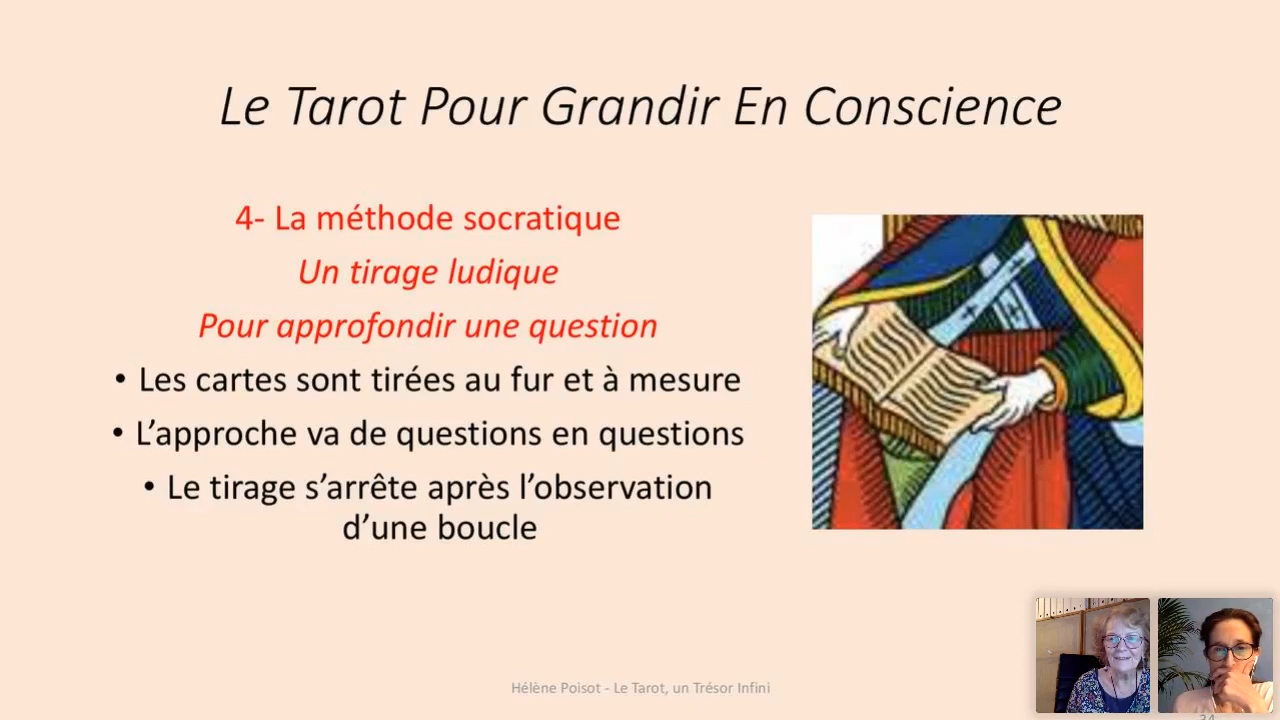 Le Tarot Pour Grandir En Conscience
4- La méthode socratique
Un tirage ludique
Pour approfondir une question
• Les cartes sont tirées au fur et à mesure
• L’approche va de questions en questions
• Le tirage s’arrête après l’observation
d’une boucle
Hélène Poisot - Le Tarot, un Trésor Infini